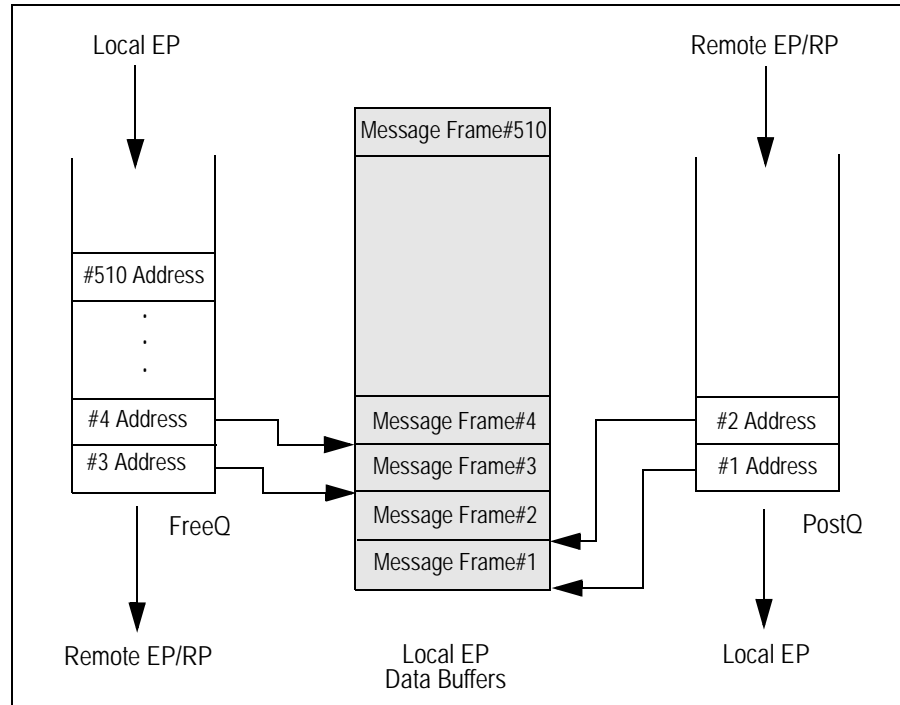 Local EP
Remote EP/RP
Message Frame#510
#510 Address
.
.
.
#4 Address
#3 Address
Message Frame#4
Message Frame#3
Message Frame#2
Message Frame#1
#2 Address
#1 Address
FreeQ
PostQ
Remote EP/RP
Local EP
Data Buffers
Local EP